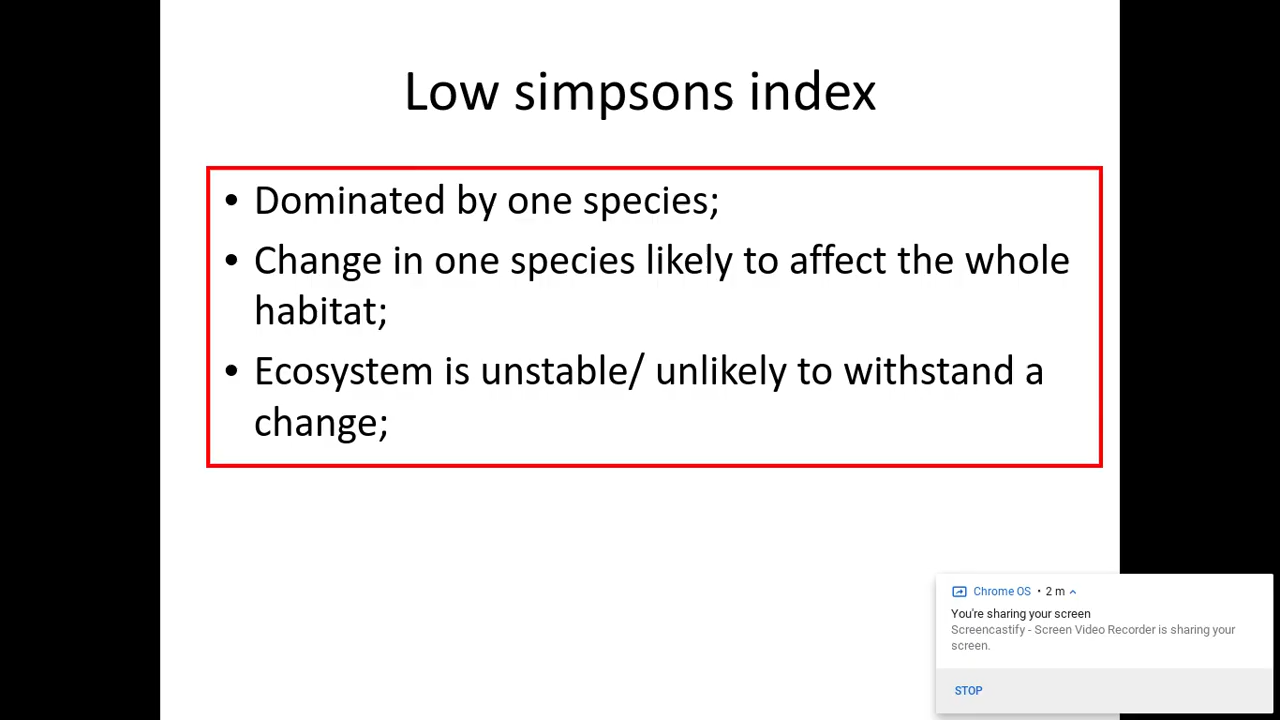 Low simpsons index
• Dominated by one species;
• Change in one species likely to affect the whole
habitat;
• Ecosystem is unstable/ unlikely to withstand a
change;
Chrome OS • 2 m
You're sharing your screen
Screencastify - Screen Video Recorder is sharing your
screen.
STOP